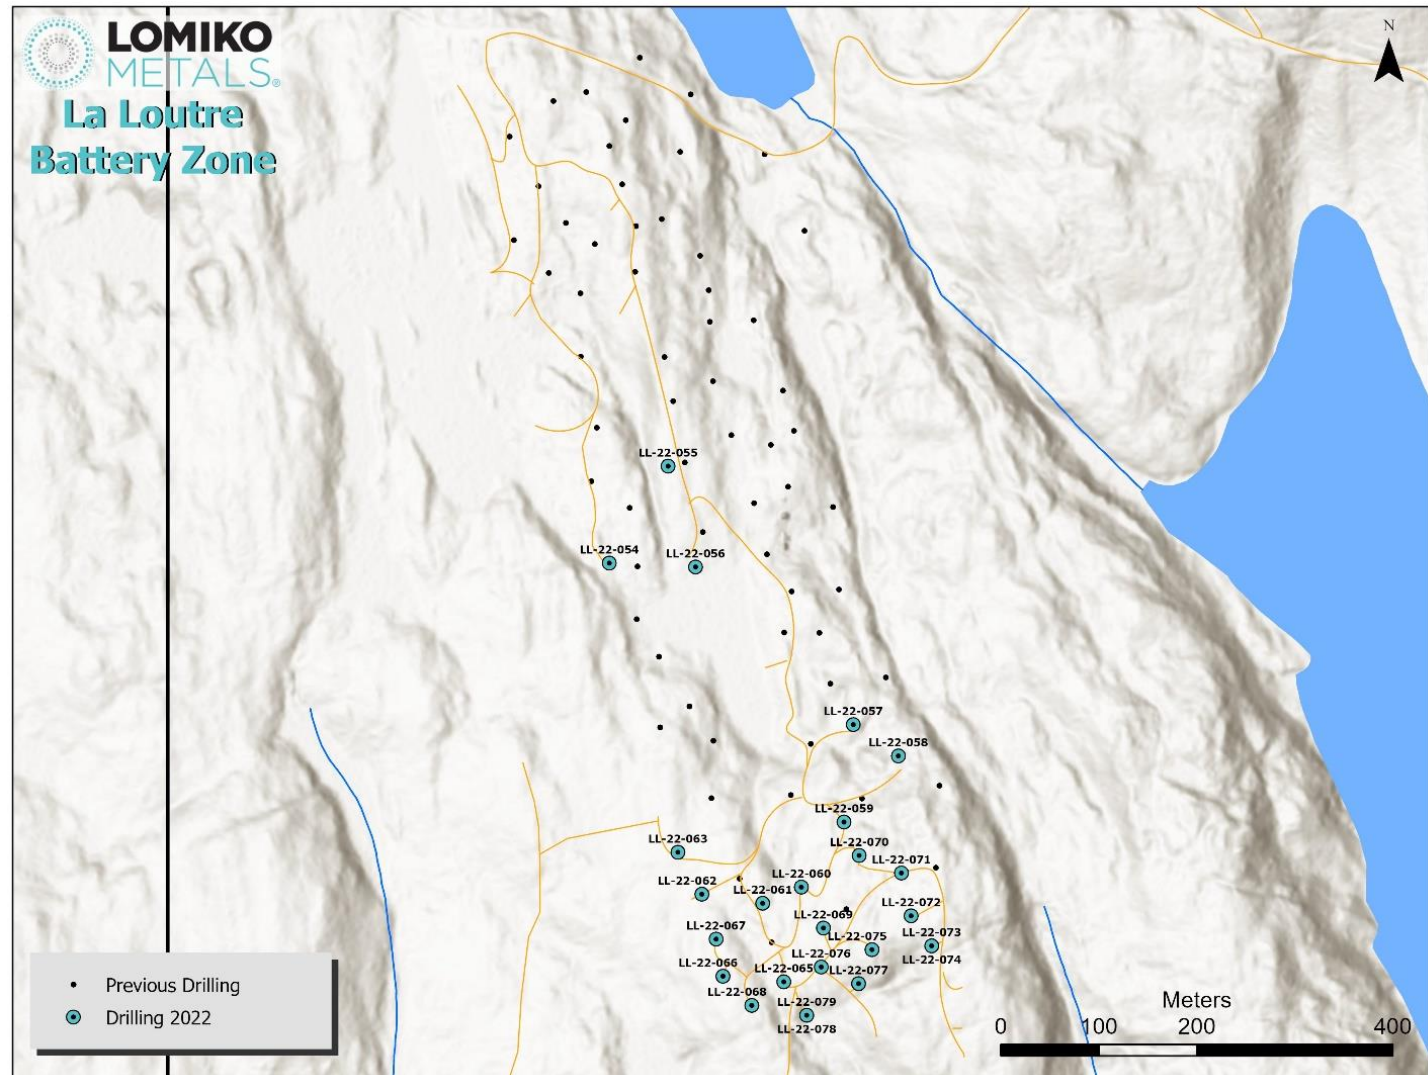 LOMIKO
METALS®
La Loutre
Battery Zone
N
LL-22-055
LL-22-054
LL-22-056
LL-22-057
LL-22-058
LL-22-059
LL-22-063
LL-22-070
LL-22-071
LL-22-060
LL-22-062
LL-22-061
LL-22-072
LL-22-069
LL-22-067
LL-22-075
LL-22-073
LL-22-074
LL-22-076
LL-22-066
LL-22-065
LL-22-077
LL-22-068
LL-22-079
LL-22-078
Previous Drilling
Drilling 2022
Meters
0 100 200 400